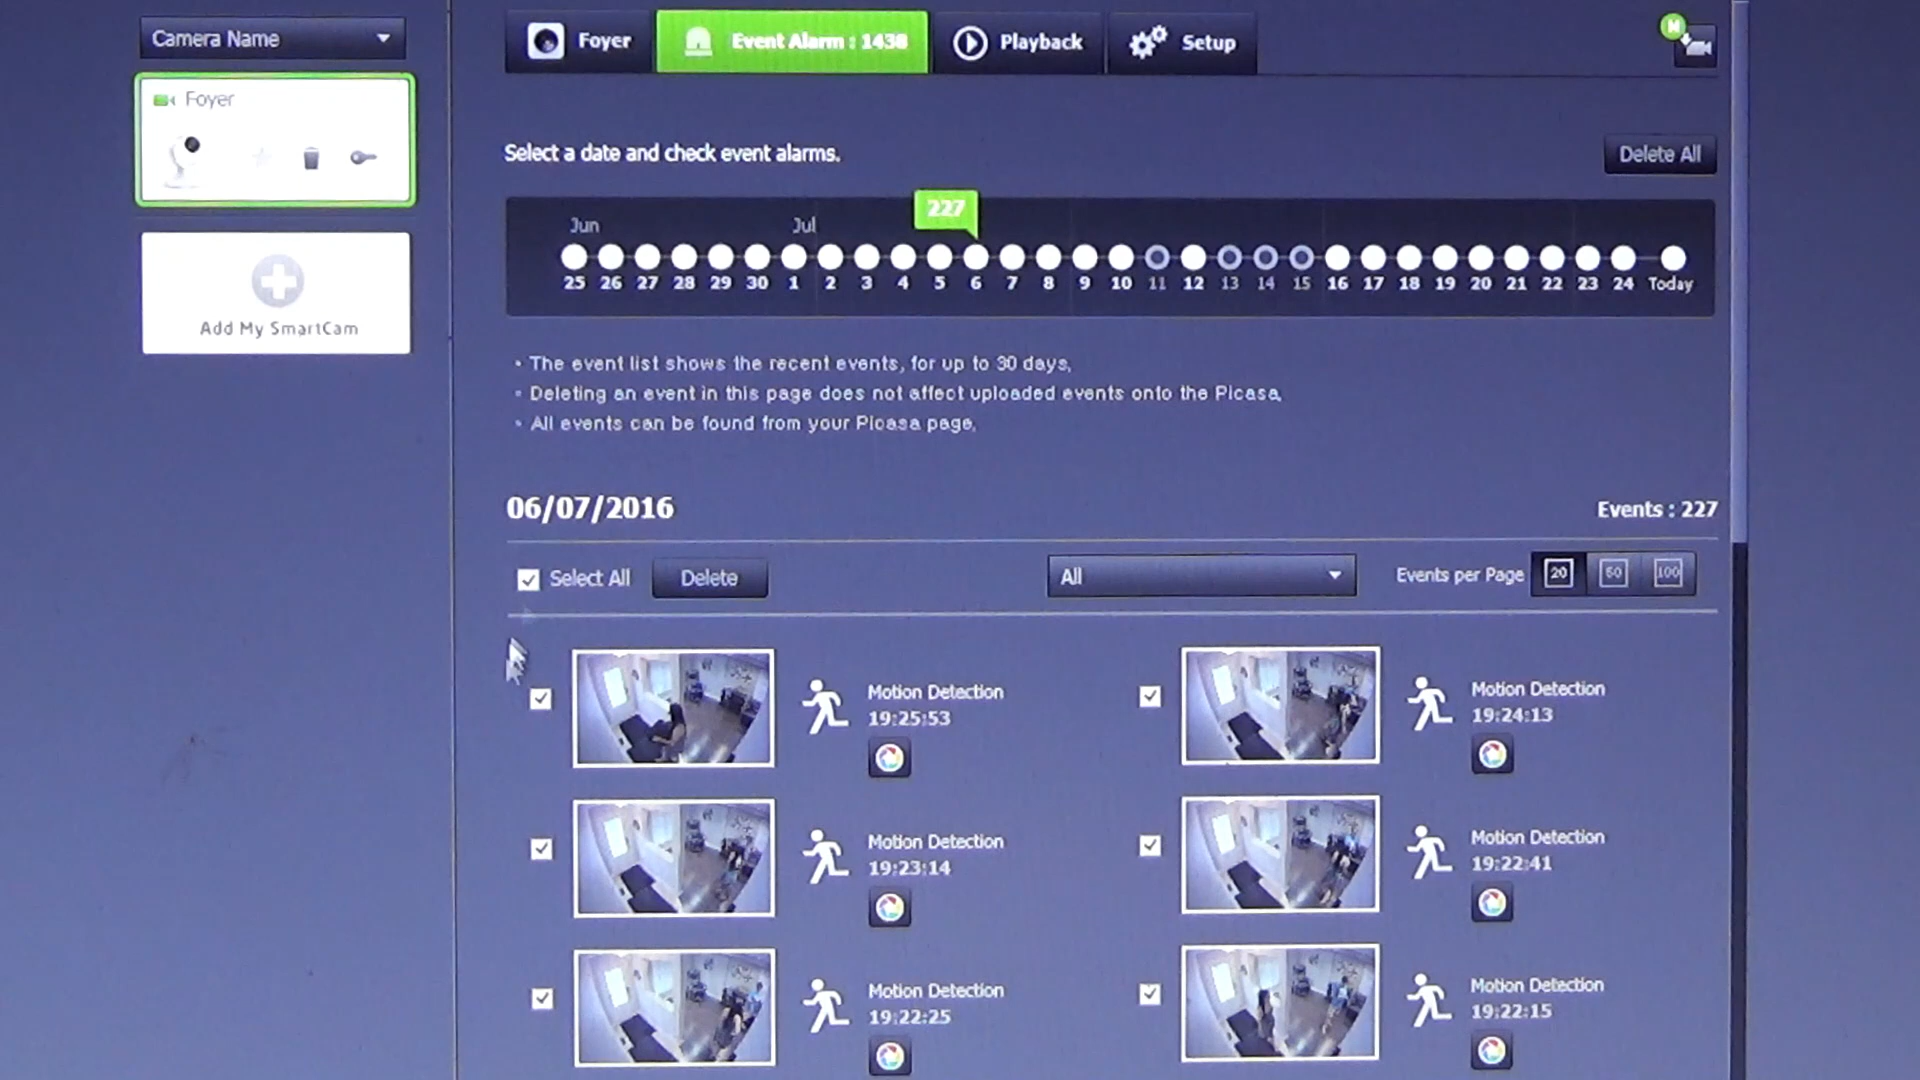 Camera Name
Foyer
Add My SmartCam
Foyer
Event Alarm : 1438
Playback
Setup
M
Select a date and check event alarms.
Delete All
227
Jun Jul
25 26 27 28 29 30 1 2 3 4 5 6 7 8 9 10 11 12 13 14 15 16 17 18 19 20 21 22 23 24 Today
• The event list shows the recent events, for up to 30 days.
• Deleting an event in this page does not affect uploaded events onto the Picasa.
• All events can be found from your Picasa page.
06/07/2016
Events : 227
Select All
Delete
All
Events per Page
20 50 100
Motion Detection
19:25:53
Motion Detection
19:24:13
Motion Detection
19:23:14
Motion Detection
19:22:41
Motion Detection
19:22:25
Motion Detection
19:22:15